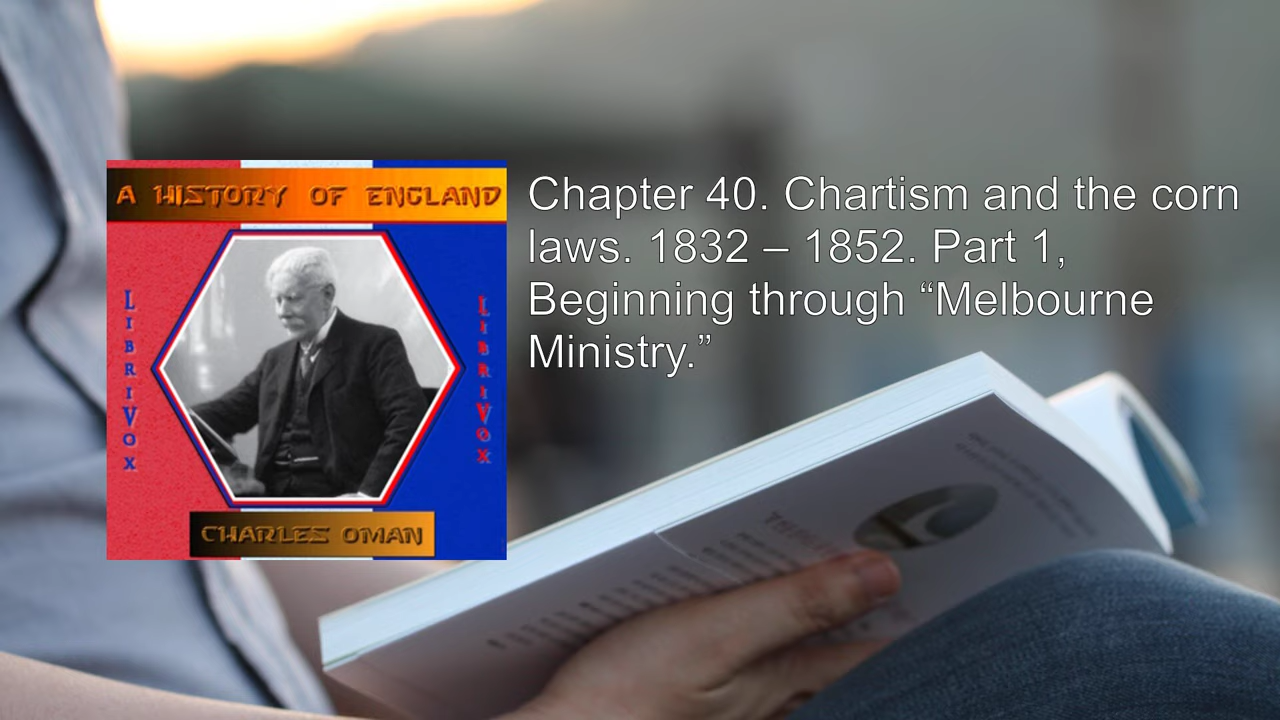 A HISTORY OF ENGLAND
LIBRIVOX
LIBRIVOX
CHARLES OMAN
Chapter 40. Chartism and the corn
laws. 1832 – 1852. Part 1,
Beginning through “Melbourne
Ministry.”